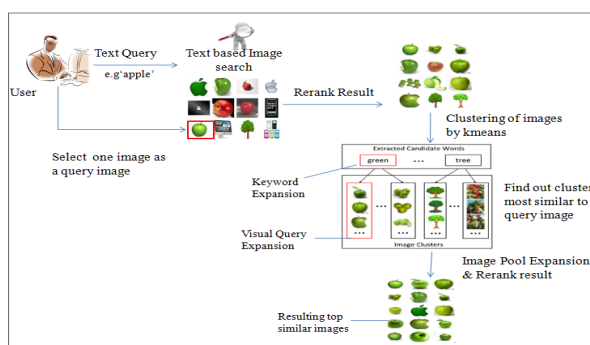 Text Query
e.g'apple'
User
Text based Image
search
Rerank Result
Select one image as
a query image
Clustering of images
by kmeans
Extracted Candidate Words
green
...
tree
Keyword
Expansion
Visual Query
Expansion
...
...
...
...
...
...
...
Image Clusters
Find out cluster
most similar to
query image
Image Pool Expansion
& Rerank result
Resulting top
similar images